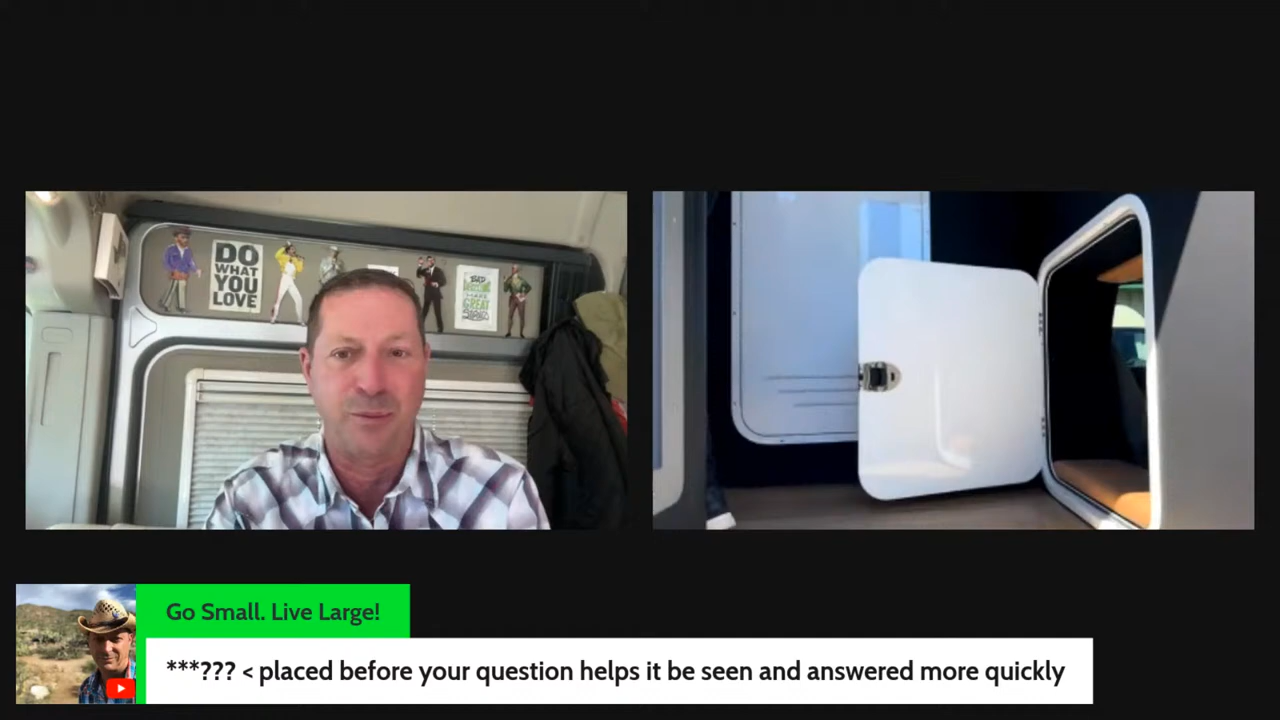 DO
WHAT
YOU
LOVE
GREAT
Go Small. Live Large!
***??? < placed before your question helps it be seen and answered more quickly